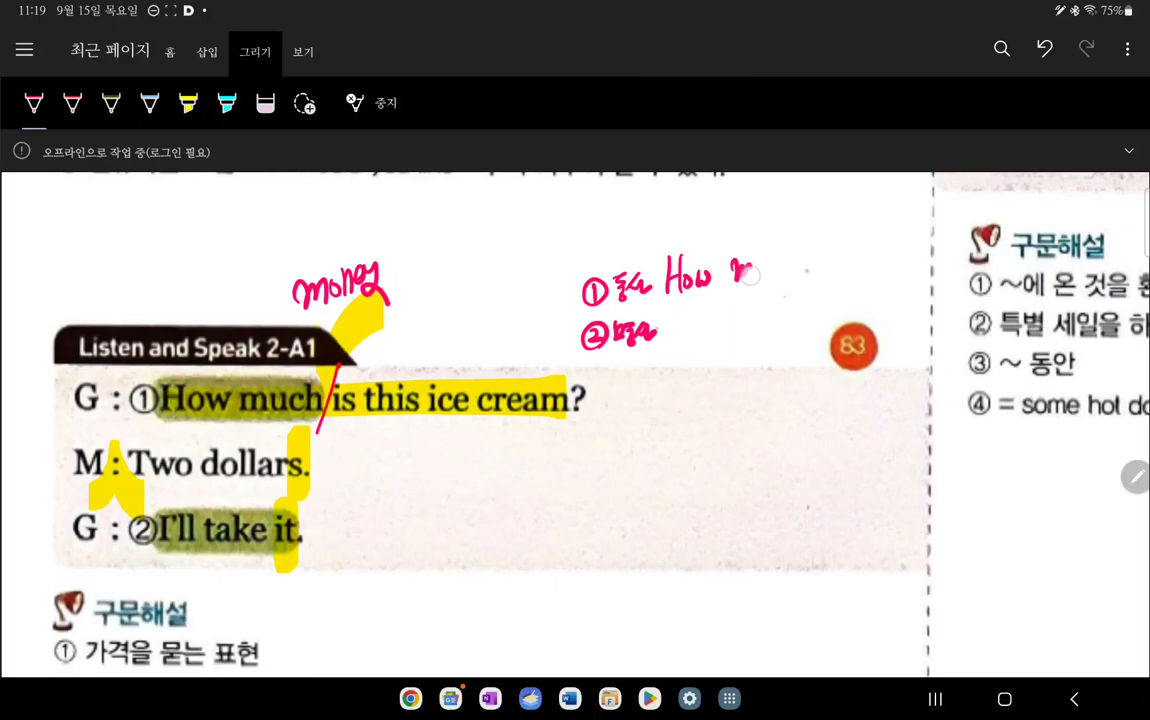 11:19 9월 15일 목요일 D 75%
최근 페이지 홈 삽입 그리기 보기
중지
오프라인으로 작업 중(로그인 필요)
money
① How
②
Listen and Speak 2-A1
83
G : ①How much / is this ice cream?
M : Two dollars.
G : ②I'll take it.
구문해설
① 가격을 묻는 표현
구문해설
① ~에 온 것을 환
② 특별 세일을 하
③ ~ 동안
④ = some hot do